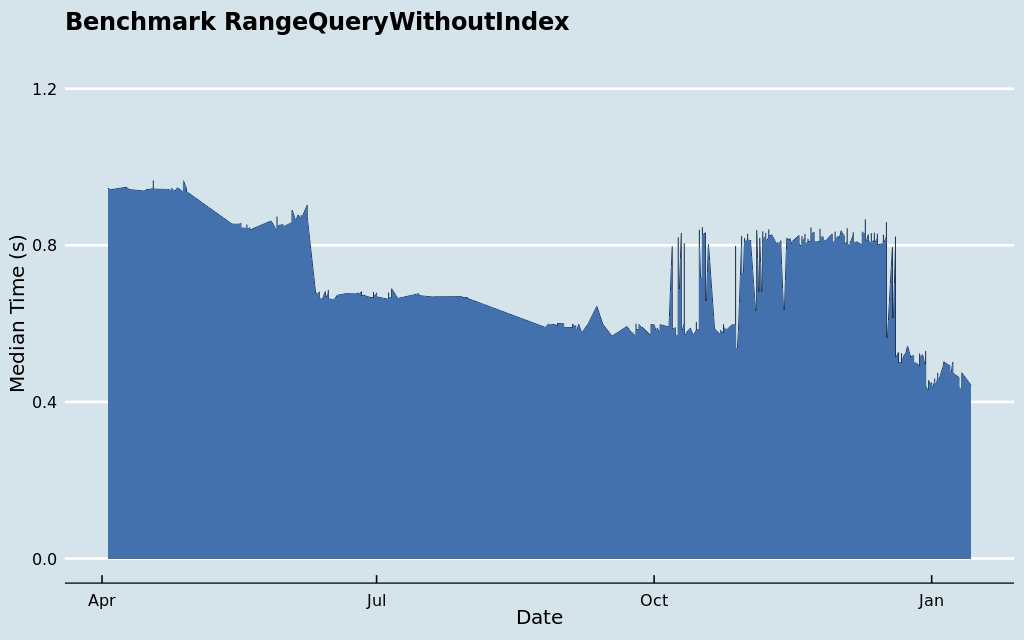 Benchmark RangeQueryWithoutIndex
Median Time (s)
1.2
0.8
0.4
0.0
Apr
Jul
Oct
Jan
Date